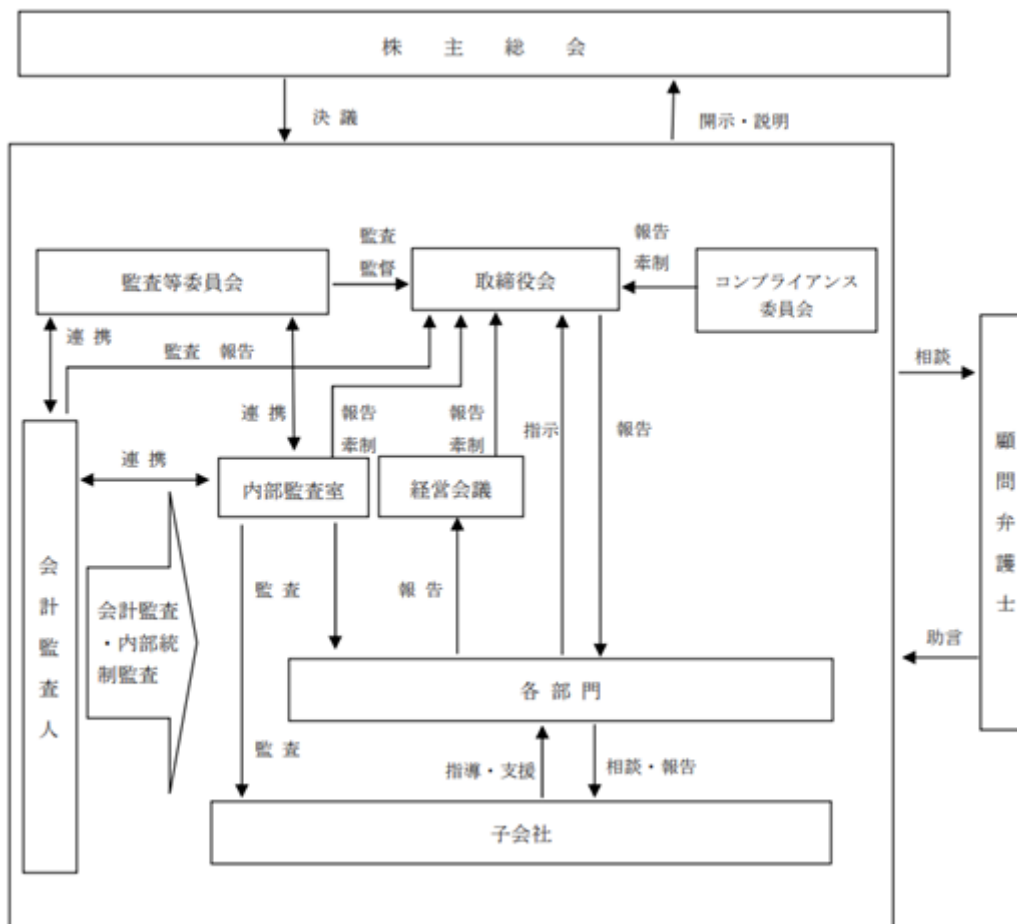 株主総会
決議
開示・説明
監査
監督
報告
牽制
監査等委員会
取締役会
コンプライアンス
委員会
連携
監査 報告
連携
報告
牽制
報告
牽制
指示
報告
相談
連携
内部監査室
経営会議
顧問弁護士
会計監査人
会計監査
・内部統
制監査
監査
報告
助言
各部門
監査
指導・支援
相談・報告
子会社